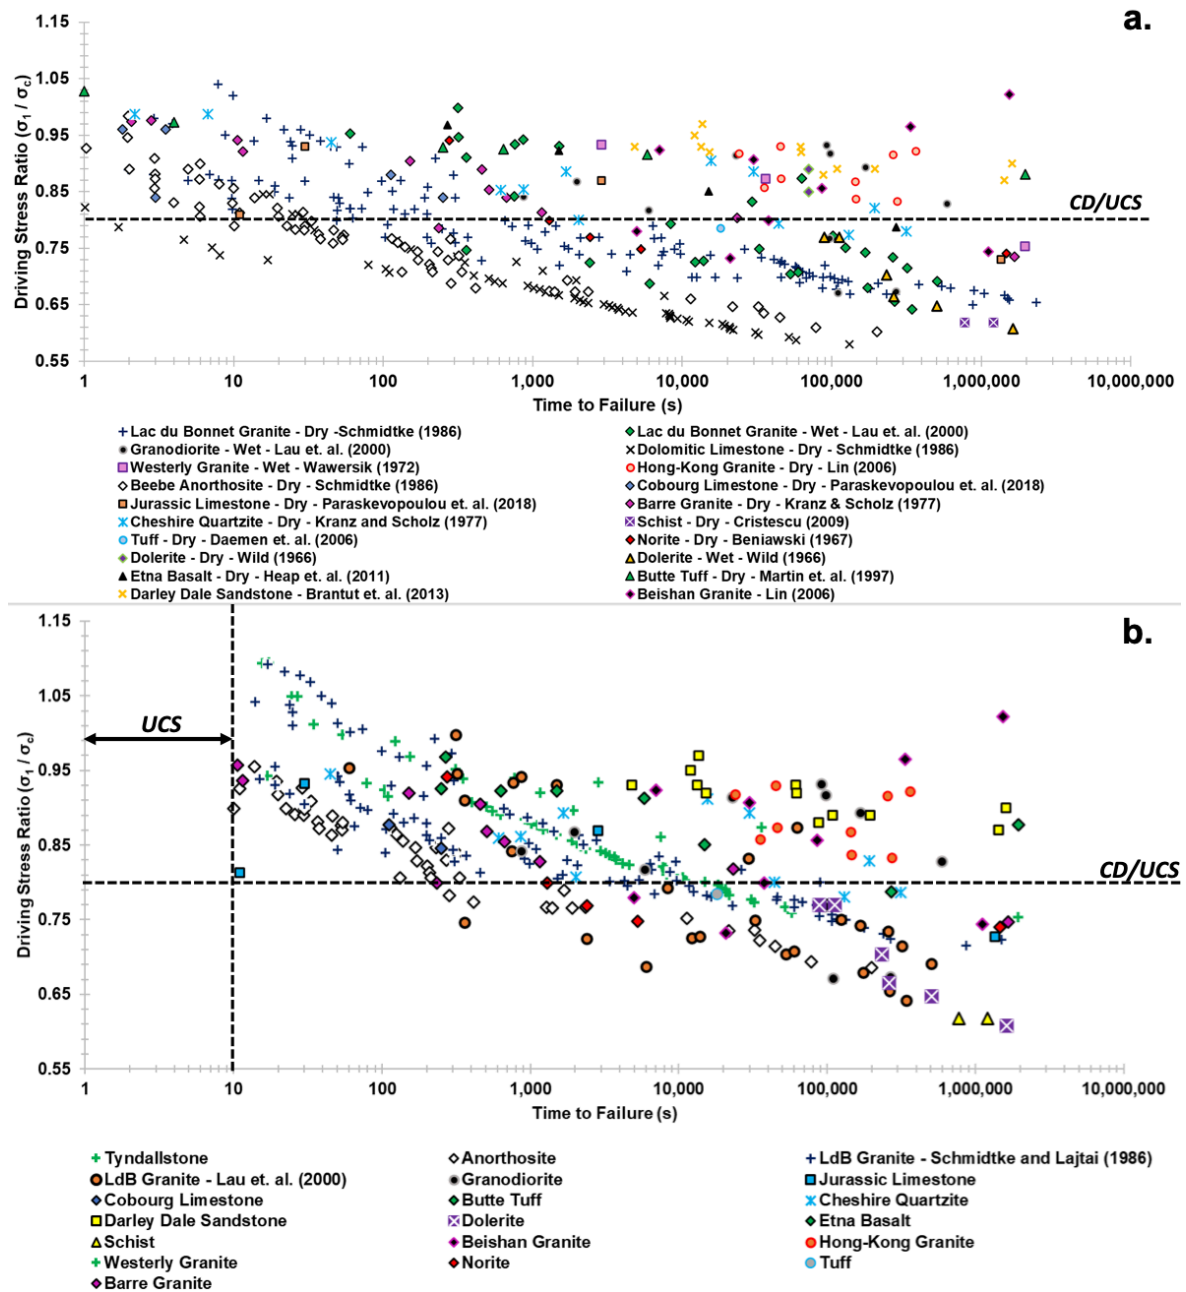 a.
1.15
1.05
0.95
0.85
0.75
0.65
0.55
Driving Stress Ratio (σ1 / σc)
CD/UCS
1 10 100 1,000 10,000 100,000 1,000,000 10,000,000
Time to Failure (s)
Lac du Bonnet Granite - Dry -Schmidtke (1986) Lac du Bonnet Granite - Wet - Lau et al. (2000)
Granodiorite - Wet - Lau et. al. (2000) Dolomitic Limestone - Dry - Schmidtke (1986)
Westerly Granite - Wet - Wawersik (1972) Hong-Kong Granite - Dry - Lin (2006)
Beebe Anorthosite - Dry - Schmidtke (1986) Cobourg Limestone - Dry - Paraskevopoulou et. al (2018)
Jurassic Limestone - Dry - Paraskevopoulou et. al (2018) Barre Granite - Dry - Kranz & Scholz (1977)
Cheshire Quartzite - Dry - Kranz and Scholz (1977) Schist - Dry - Cristescu (2009)
Tuff - Dry - Daemen et. al. (2006) Norite - Dry - Beniawski (1967)
Dolerite - Dry - Wild (1966) Dolerite - Wet - Wild (1966)
Etna Basalt - Dry - Heap et. al. (2011) Butte Tuff - Dry - Martin et al. (1997)
Darley Dale Sandstone - Brantut et al. (2013) Beishan Granite - Lin (2006)
b.
1.15
1.05
0.95
0.85
0.75
0.65
0.55
Driving Stress Ratio (σ1 / σc)
UCS
CD/UCS
1 10 100 1,000 10,000 100,000 1,000,000 10,000,000
Time to Failure (s)
Tyndallstone Anorthosite LdB Granite - Schmidtke and Lajtai (1986)
LdB Granite - Lau et. al. (2000) Granodiorite Jurassic Limestone
Cobourg Limestone Butte Tuff Cheshire Quartzite
Darley Dale Sandstone Dolerite Etna Basalt
Schist Beishan Granite Hong-Kong Granite
Westerly Granite Norite Tuff
Barre Granite